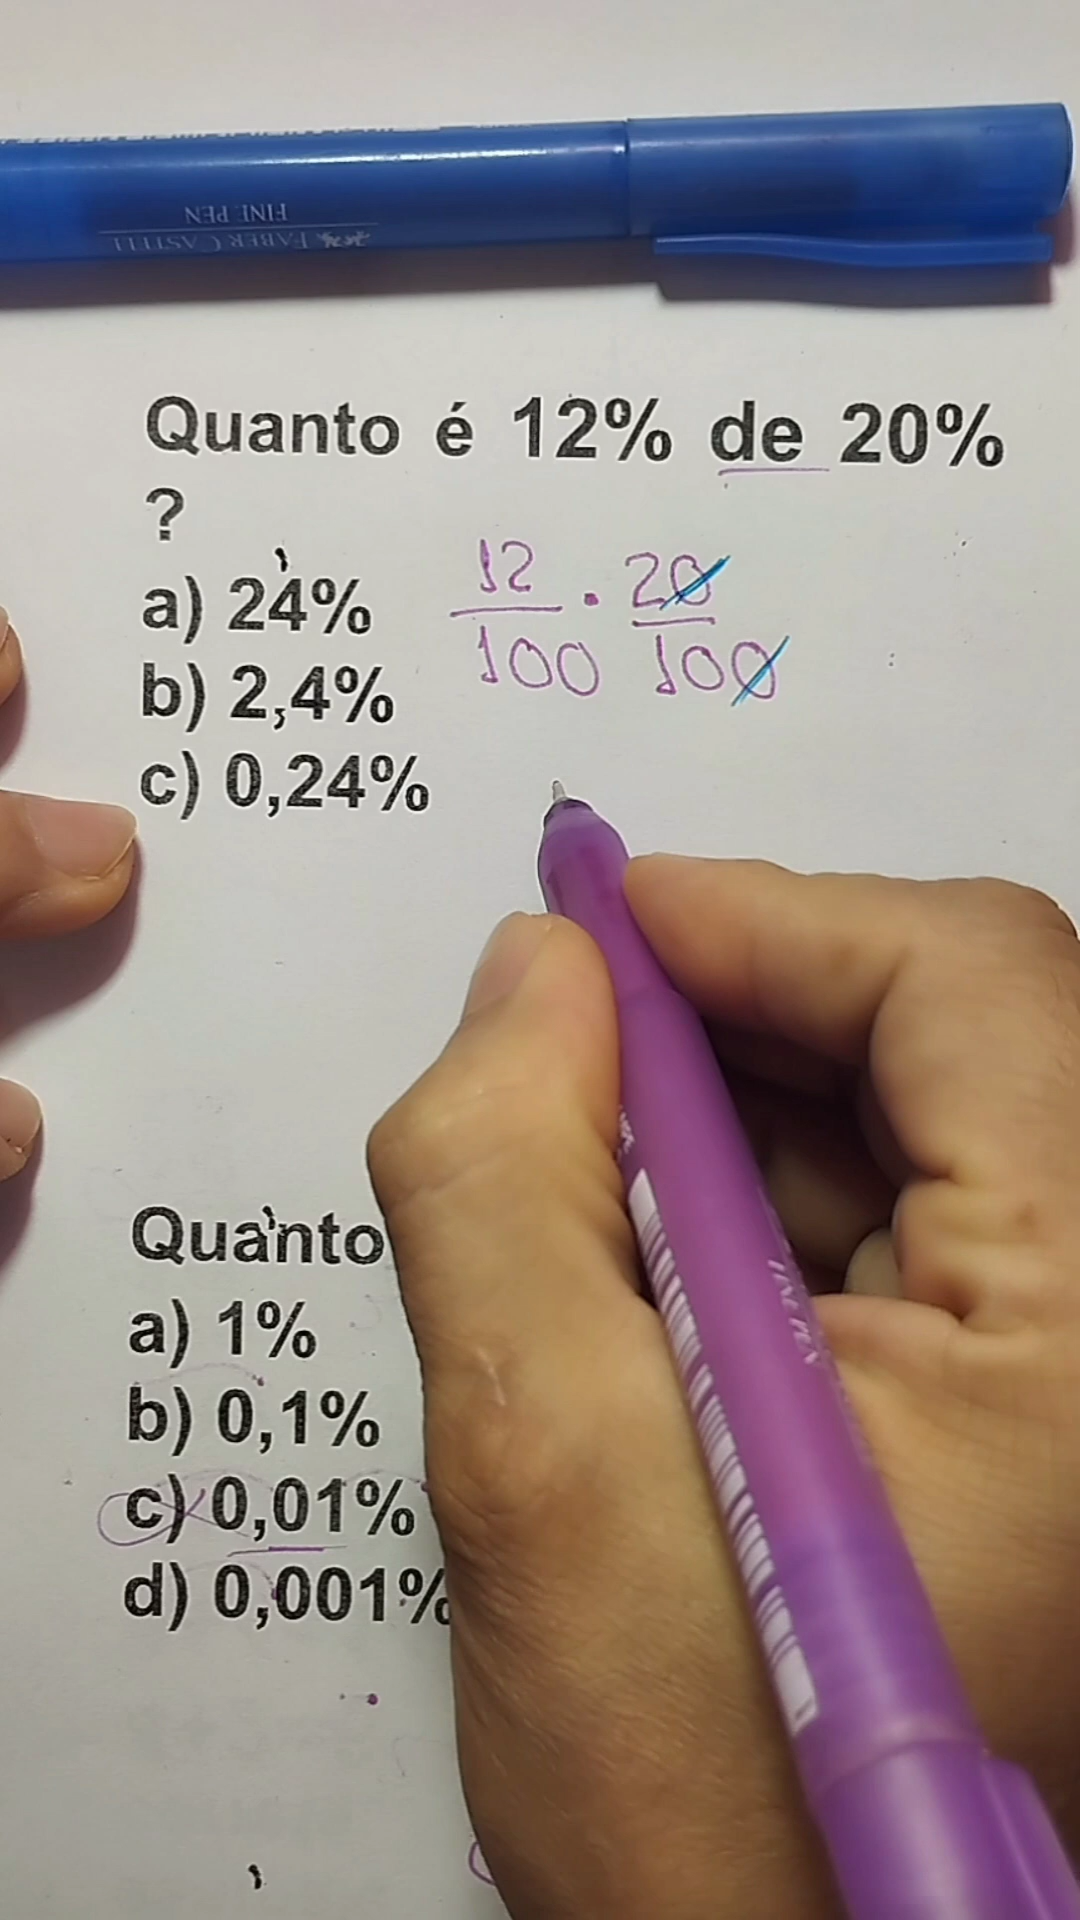 FABER CASTELL
FINE PEN
Quanto é 12% de 20%
?
a) 24%
b) 2,4%
c) 0,24%
12/100 · 20/100
Quanto
a) 1%
b) 0,1%
c) 0,01%
d) 0,001%